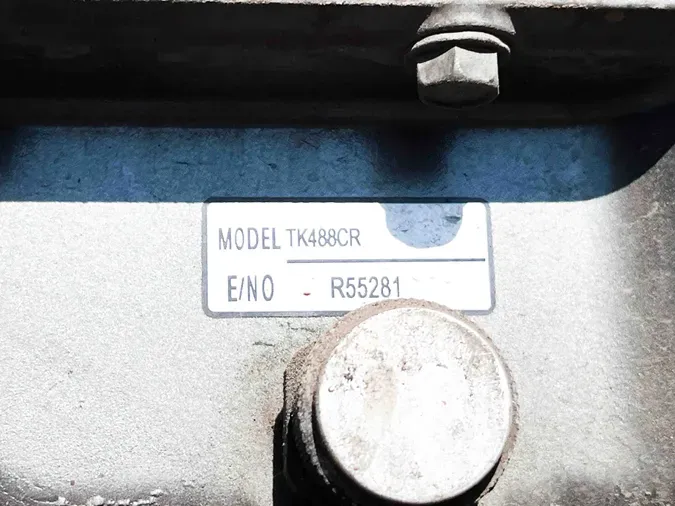 MODEL TK488CR
E/NO R55281